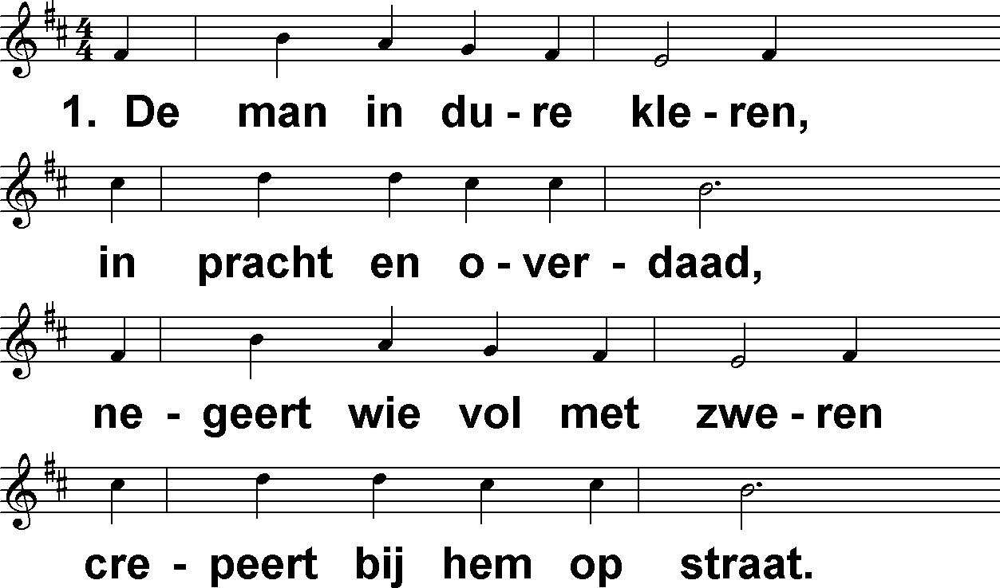 1. De man in du - re kle - ren,
in pracht en o - ver - daad,
ne - geert wie vol met zwe - ren
cre - peert bij hem op straat.